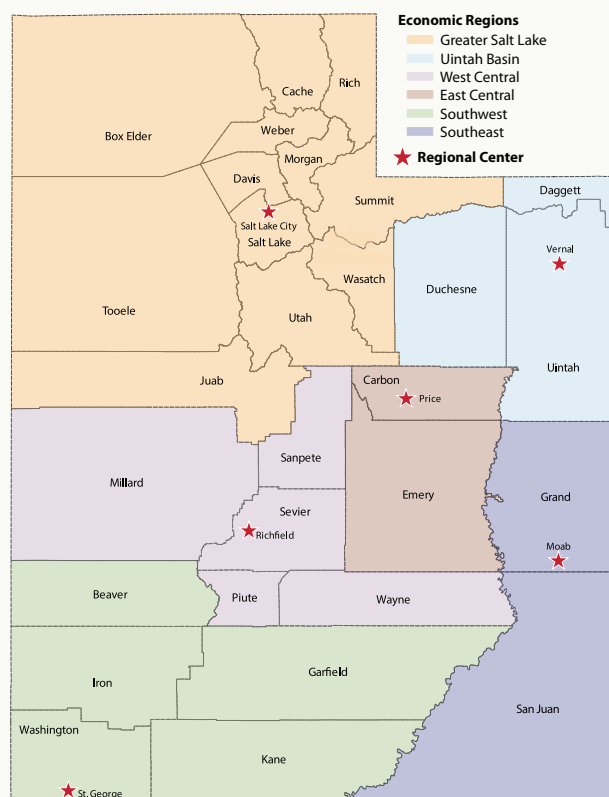 Economic Regions
Greater Salt Lake
Uintah Basin
West Central
East Central
Southwest
Southeast
Regional Center
Cache
Rich
Box Elder
Weber
Morgan
Davis
Summit
Daggett
Salt Lake City
Salt Lake
Vernal
Wasatch
Duchesne
Tooele
Utah
Uintah
Juab
Carbon
Price
Sanpete
Millard
Emery
Grand
Sevier
Richfield
Moab
Beaver
Piute
Wayne
Iron
Garfield
San Juan
Washington
Kane
St. George